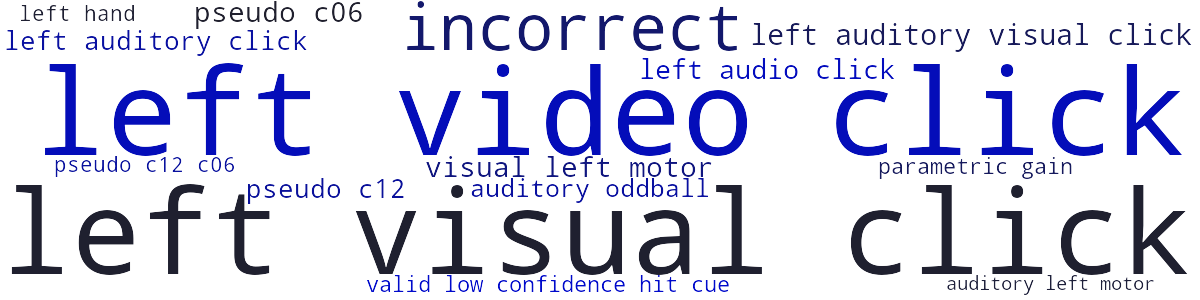 left hand
pseudo c06
incorrect
left auditory click
left auditory visual click
left audio click
left video click
pseudo c12 c06
visual left motor
parametric gain
pseudo c12
auditory oddball
left visual click
valid low confidence hit cue
auditory left motor